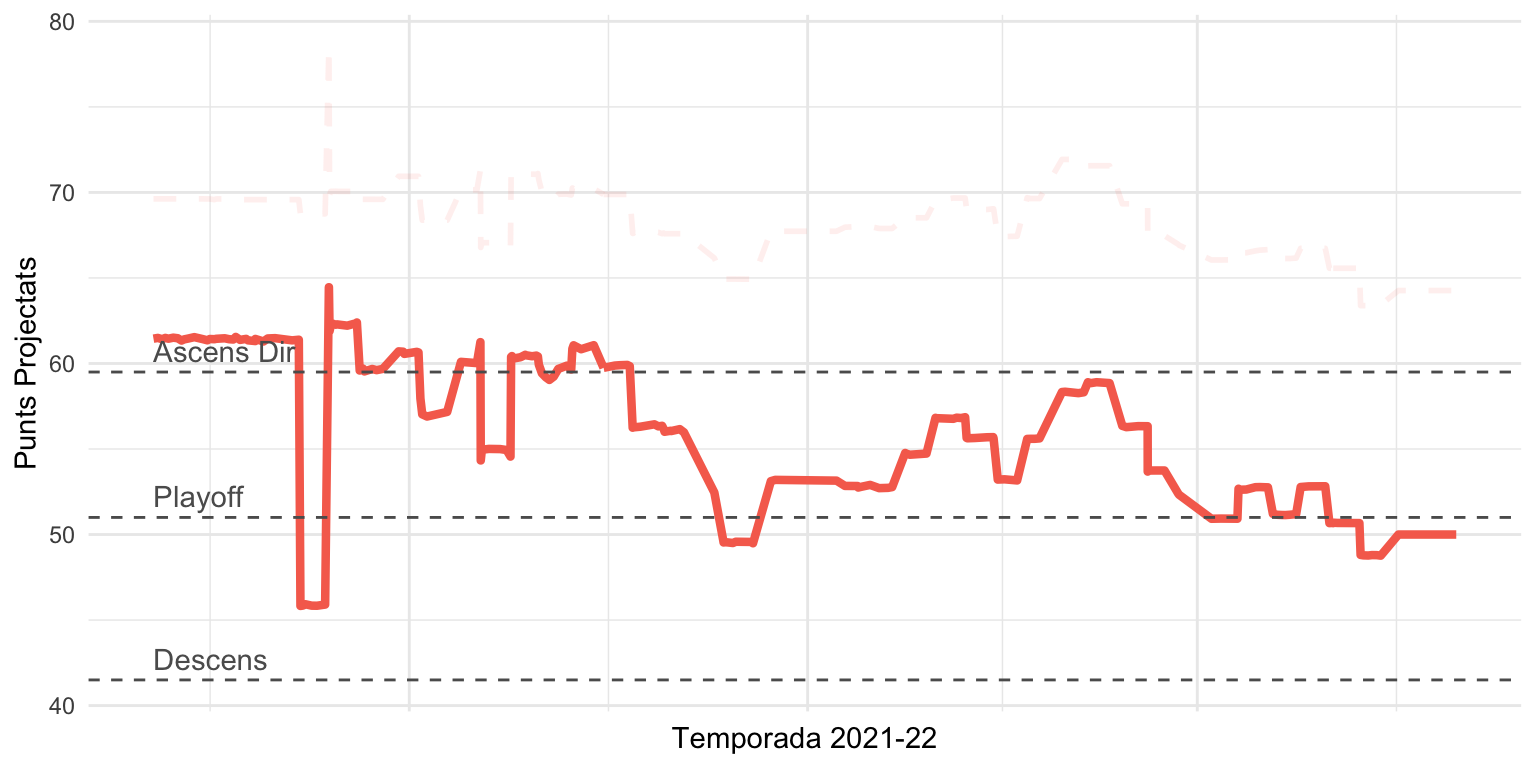 80
70
60
50
40
Punts Projectats
Ascens Dir
Playoff
Descens
Temporada 2021-22